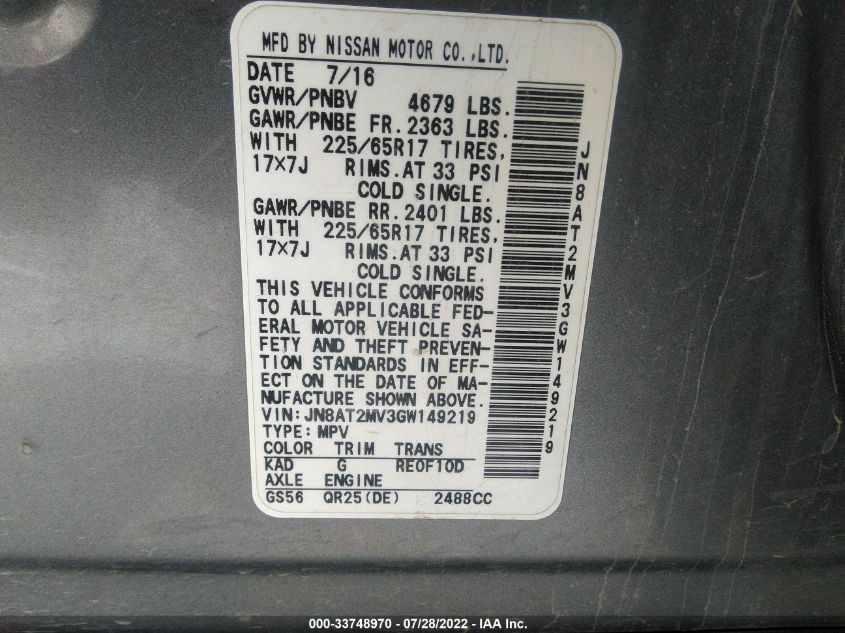 MFD BY NISSAN MOTOR CO.,LTD.
DATE 7/16
GVWR/PNBV 4679 LBS.
GAWR/PNBE FR.2363 LBS.
WITH 225/65R17 TIRES,
17×7J RIMS.AT 33 PSI
COLD SINGLE.
GAWR/PNBE RR.2401 LBS.
WITH 225/65R17 TIRES,
17×7J RIMS.AT 33 PSI
COLD SINGLE.
THIS VEHICLE CONFORMS
TO ALL APPLICABLE FED-
ERAL MOTOR VEHICLE SA-
FETY AND THEFT PREVEN-
TION STANDARDS IN EFF-
ECT ON THE DATE OF MA-
NUFACTURE SHOWN ABOVE.
VIN:JN8AT2MV3GW149219
TYPE:MPV
COLOR TRIM TRANS
KAD G RE0F10D
AXLE ENGINE
GS56 QR25(DE) 2488CC
JN8AT2MV3GW149219
000-33748970 - 07/28/2022 - IAA Inc.